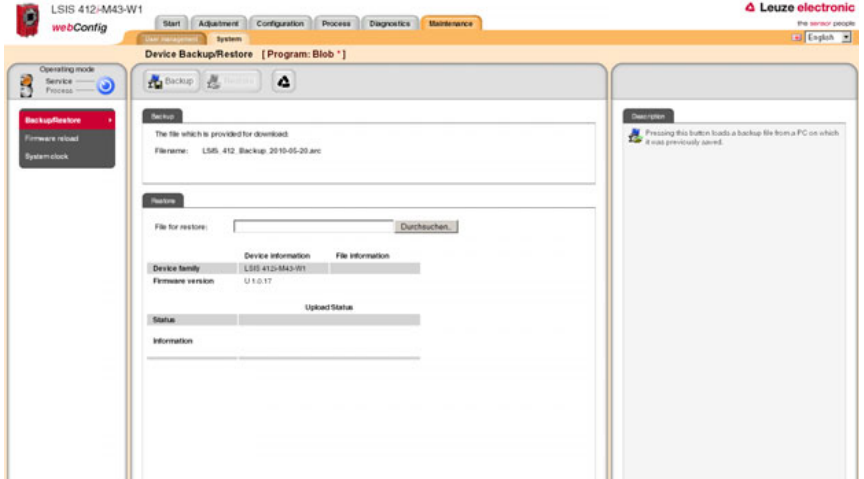 LSIS 412i-M43-W1
webConfig
Leuze electronic
the sensor people
Start Adjustment Configuration Process Diagnostics Maintenance
User management System
English
Device Backup/Restore [Program: Blob *]
Operating mode
Service
Process
Backup Restore
Backup/Restore
Firmware reload
System clock
Backup
The file which is provided for download:
Filename: LSIS_412_Backup_2010-05-20.arc
Restore
File for restore: Durchsuchen..
Device information File information
Device family LSIS 412i-M43-W1
Firmware version U 1.0.17
Upload Status
Status
Information
Description
Pressing this button loads a backup file from a PC on which
it was previously saved.